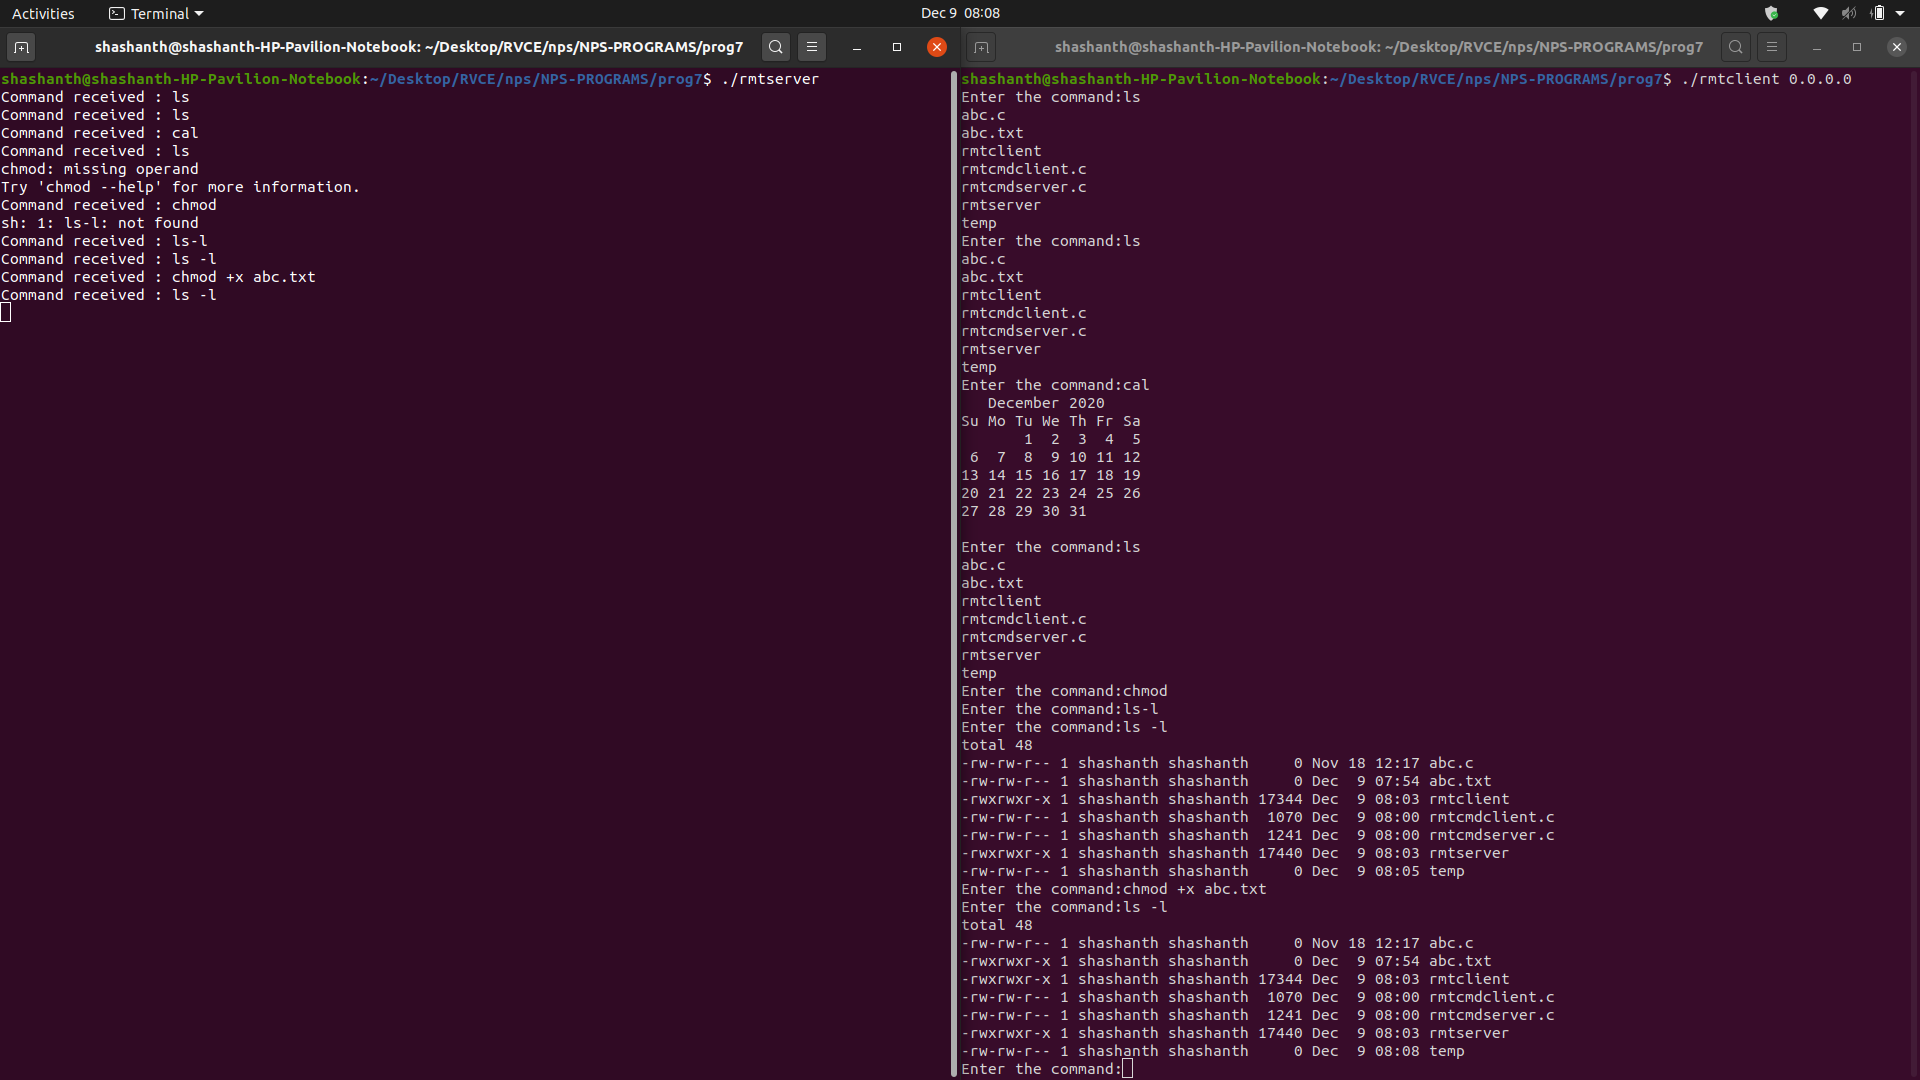 Activities Terminal Dec 9 08:08
shashanth@shashanth-HP-Pavilion-Notebook: ~/Desktop/RVCE/nps/NPS-PROGRAMS/prog7
shashanth@shashanth-HP-Pavilion-Notebook:~/Desktop/RVCE/nps/NPS-PROGRAMS/prog7$ ./rmtserver
Command received : ls
Command received : ls
Command received : cal
Command received : ls
chmod: missing operand
Try 'chmod --help' for more information.
Command received : chmod
sh: 1: ls-l: not found
Command received : ls-l
Command received : ls -l
Command received : chmod +x abc.txt
Command received : ls -l
shashanth@shashanth-HP-Pavilion-Notebook: ~/Desktop/RVCE/nps/NPS-PROGRAMS/prog7
shashanth@shashanth-HP-Pavilion-Notebook:~/Desktop/RVCE/nps/NPS-PROGRAMS/prog7$ ./rmtclient 0.0.0.0
Enter the command:ls
abc.c
abc.txt
rmtclient
rmtcmdclient.c
rmtcmdserver.c
rmtserver
temp
Enter the command:ls
abc.c
abc.txt
rmtclient
rmtcmdclient.c
rmtcmdserver.c
rmtserver
temp
Enter the command:cal
   December 2020
Su Mo Tu We Th Fr Sa
       1  2  3  4  5
 6  7  8  9 10 11 12
13 14 15 16 17 18 19
20 21 22 23 24 25 26
27 28 29 30 31
Enter the command:ls
abc.c
abc.txt
rmtclient
rmtcmdclient.c
rmtcmdserver.c
rmtserver
temp
Enter the command:chmod
Enter the command:ls-l
Enter the command:ls -l
total 48
-rw-rw-r-- 1 shashanth shashanth     0 Nov 18 12:17 abc.c
-rw-rw-r-- 1 shashanth shashanth     0 Dec  9 07:54 abc.txt
-rwxrwxr-x 1 shashanth shashanth 17344 Dec  9 08:03 rmtclient
-rw-rw-r-- 1 shashanth shashanth  1070 Dec  9 08:00 rmtcmdclient.c
-rw-rw-r-- 1 shashanth shashanth  1241 Dec  9 08:00 rmtcmdserver.c
-rwxrwxr-x 1 shashanth shashanth 17440 Dec  9 08:03 rmtserver
-rw-rw-r-- 1 shashanth shashanth     0 Dec  9 08:05 temp
Enter the command:chmod +x abc.txt
Enter the command:ls -l
total 48
-rw-rw-r-- 1 shashanth shashanth     0 Nov 18 12:17 abc.c
-rwxrwxr-x 1 shashanth shashanth     0 Dec  9 07:54 abc.txt
-rwxrwxr-x 1 shashanth shashanth 17344 Dec  9 08:03 rmtclient
-rw-rw-r-- 1 shashanth shashanth  1070 Dec  9 08:00 rmtcmdclient.c
-rw-rw-r-- 1 shashanth shashanth  1241 Dec  9 08:00 rmtcmdserver.c
-rwxrwxr-x 1 shashanth shashanth 17440 Dec  9 08:03 rmtserver
-rw-rw-r-- 1 shashanth shashanth     0 Dec  9 08:08 temp
Enter the command: